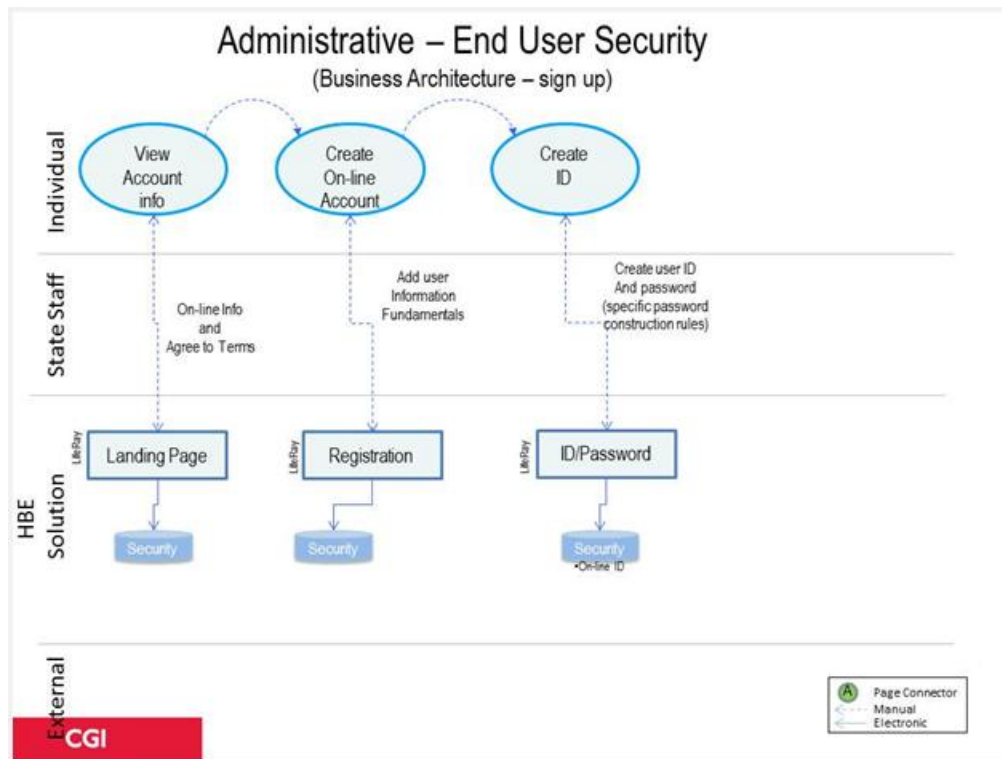 Administrative – End User Security
(Business Architecture – sign up)
Individual
View
Account
info
Create
On-line
Account
Create
ID
State Staff
On-line Info
and
Agree to Terms
Add user
Information
Fundamentals
Create user ID
And password
(specific password
construction rules)
HBE
Solution
LifeRay
Landing Page
LifeRay
Registration
LifeRay
ID/Password
Security
Security
Security
•On-line ID
External
CGI
A
Page Connector
Manual
Electronic